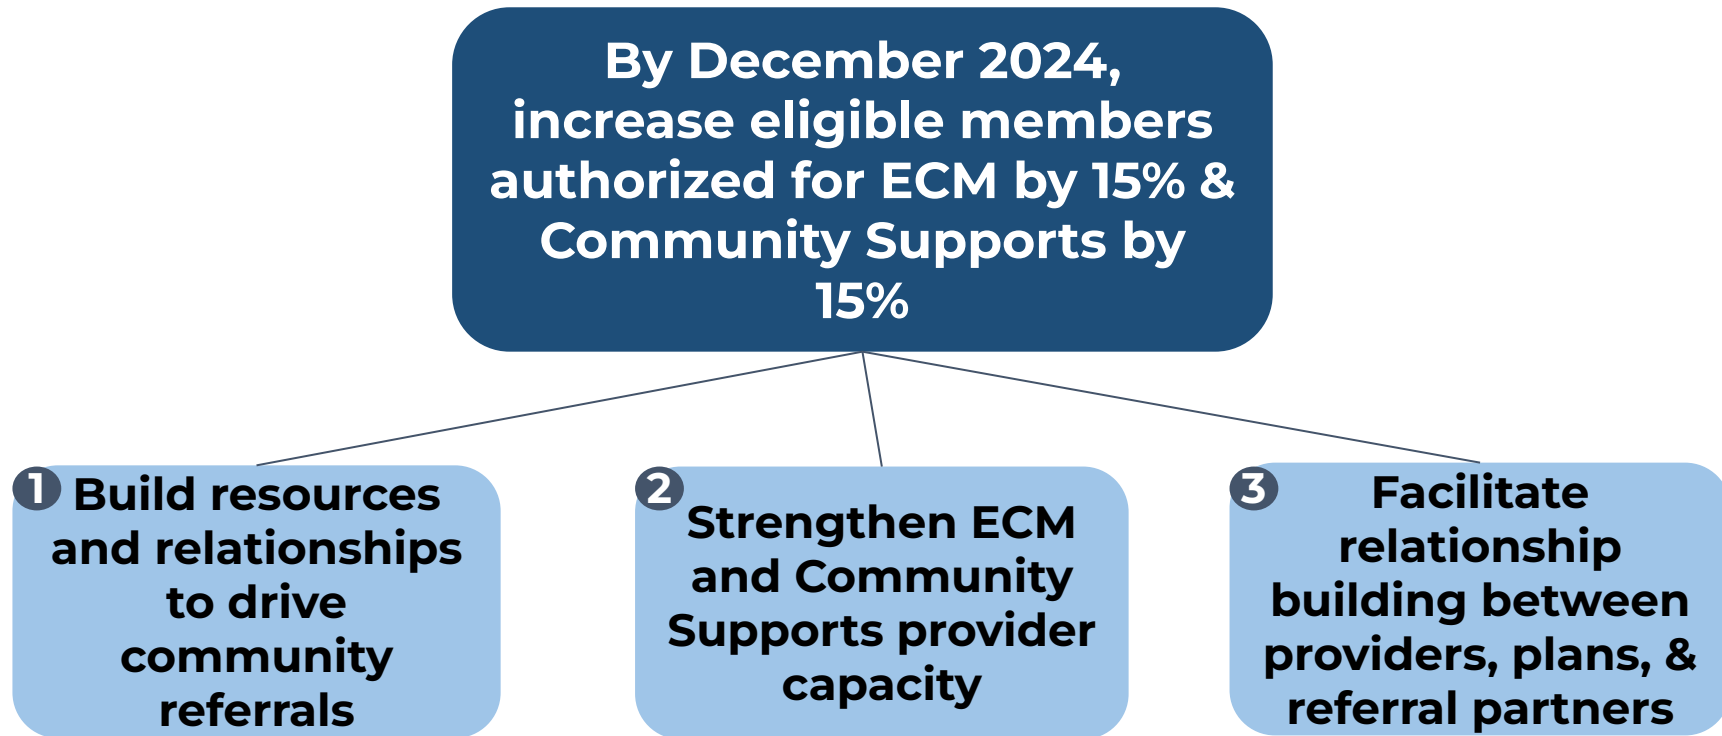 By December 2024,
increase eligible members
authorized for ECM by 15% &
Community Supports by
15%
1
Build resources
and relationships
to drive
community
referrals
2
Strengthen ECM
and Community
Supports provider
capacity
3
Facilitate
relationship
building between
providers, plans, &
referral partners